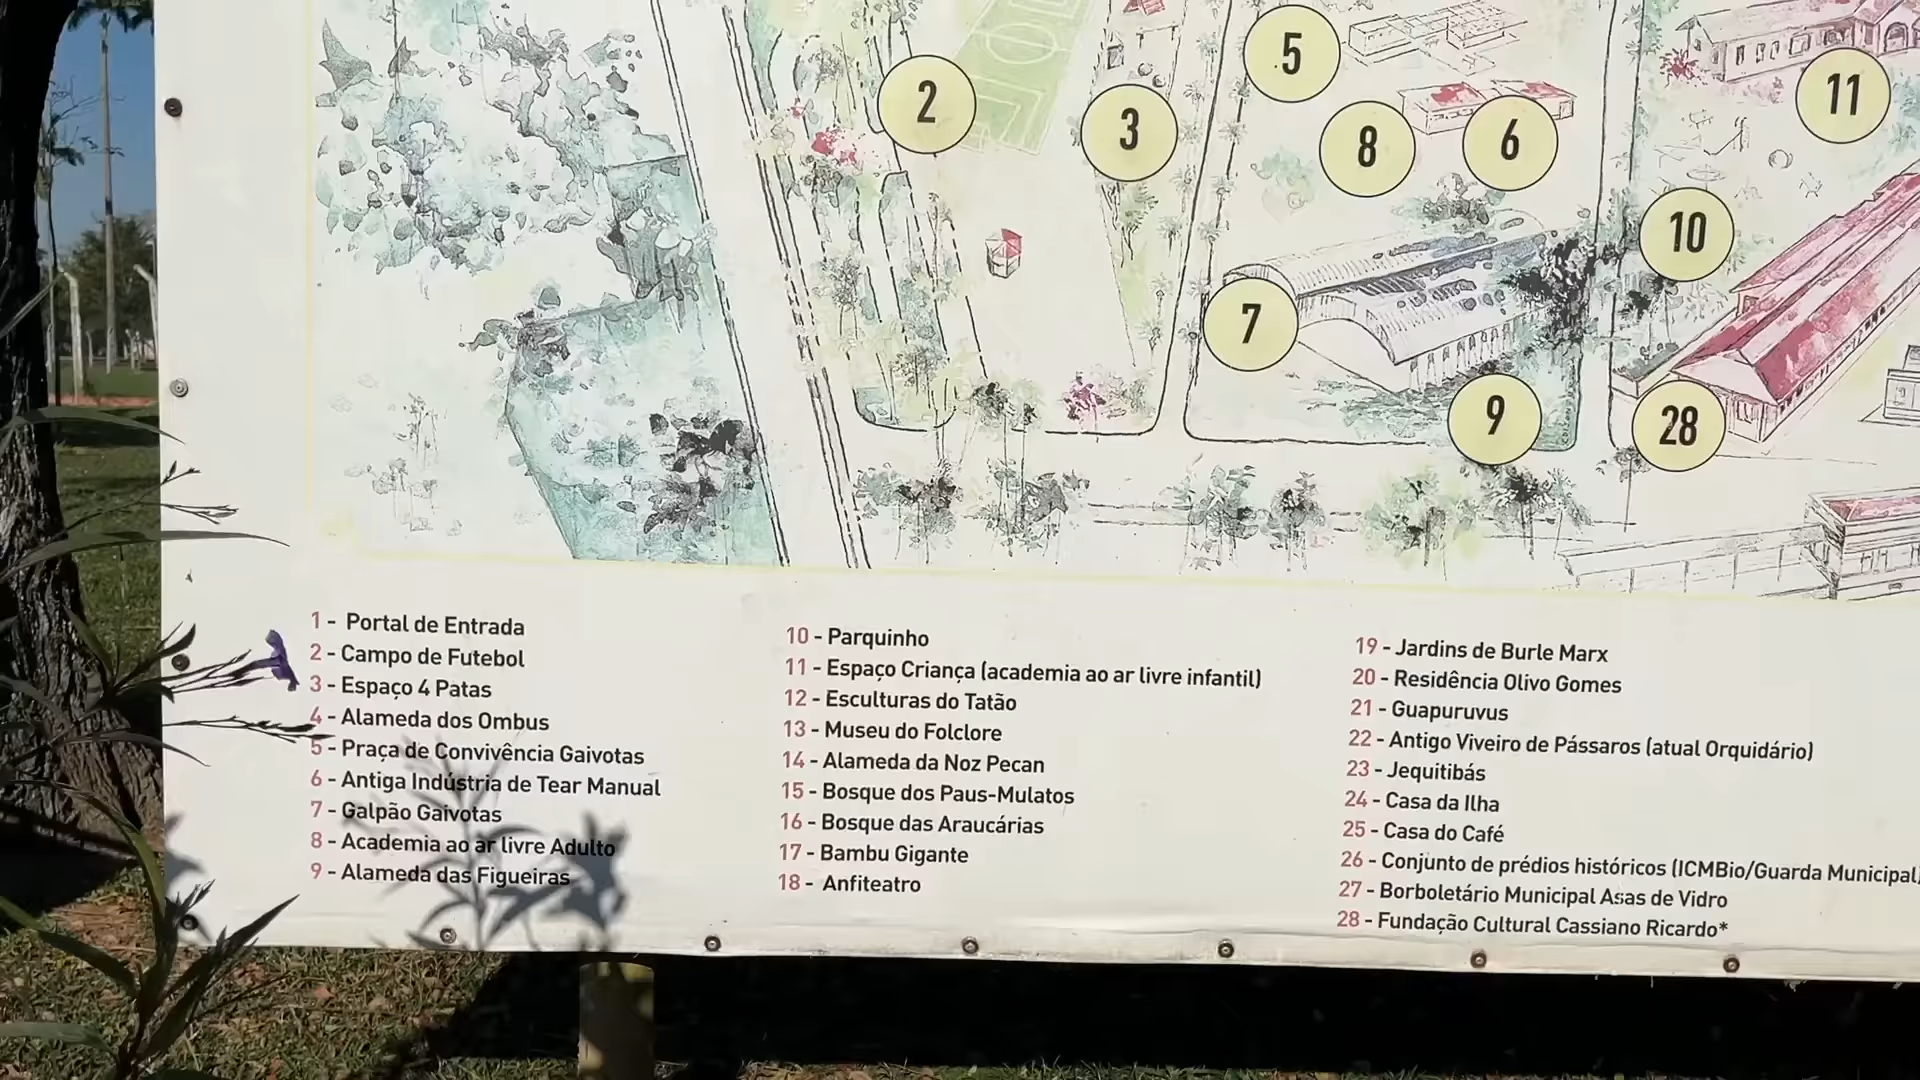 2
3
5
8
6
11
10
7
9
28
1 - Portal de Entrada
2 - Campo de Futebol
3 - Espaço 4 Patas
4 - Alameda dos Ombus
5 - Praça de Convivência Gaivotas
6 - Antiga Indústria de Tear Manual
7 - Galpão Gaivotas
8 - Academia ao ar livre Adulto
9 - Alameda das Figueiras
10 - Parquinho
11 - Espaço Criança (academia ao ar livre infantil)
12 - Esculturas do Tatão
13 - Museu do Folclore
14 - Alameda da Noz Pecan
15 - Bosque dos Paus-Mulatos
16 - Bosque das Araucárias
17 - Bambu Gigante
18 - Anfiteatro
19 - Jardins de Burle Marx
20 - Residência Olivo Gomes
21 - Guapuruvus
22 - Antigo Viveiro de Pássaros (atual Orquidário)
23 - Jequitibás
24 - Casa da Ilha
25 - Casa do Café
26 - Conjunto de prédios históricos (ICMBio/Guarda Municipal)
27 - Borboletário Municipal Asas de Vidro
28 - Fundação Cultural Cassiano Ricardo*